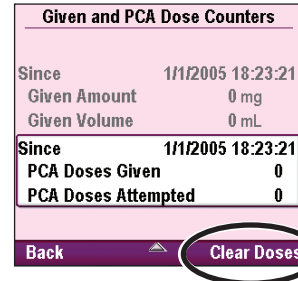 Given and PCA Dose Counters
Since 1/1/2005 18:23:21
Given Amount 0 mg
Given Volume 0 mL
Since 1/1/2005 18:23:21
PCA Doses Given 0
PCA Doses Attempted 0
Back Clear Doses